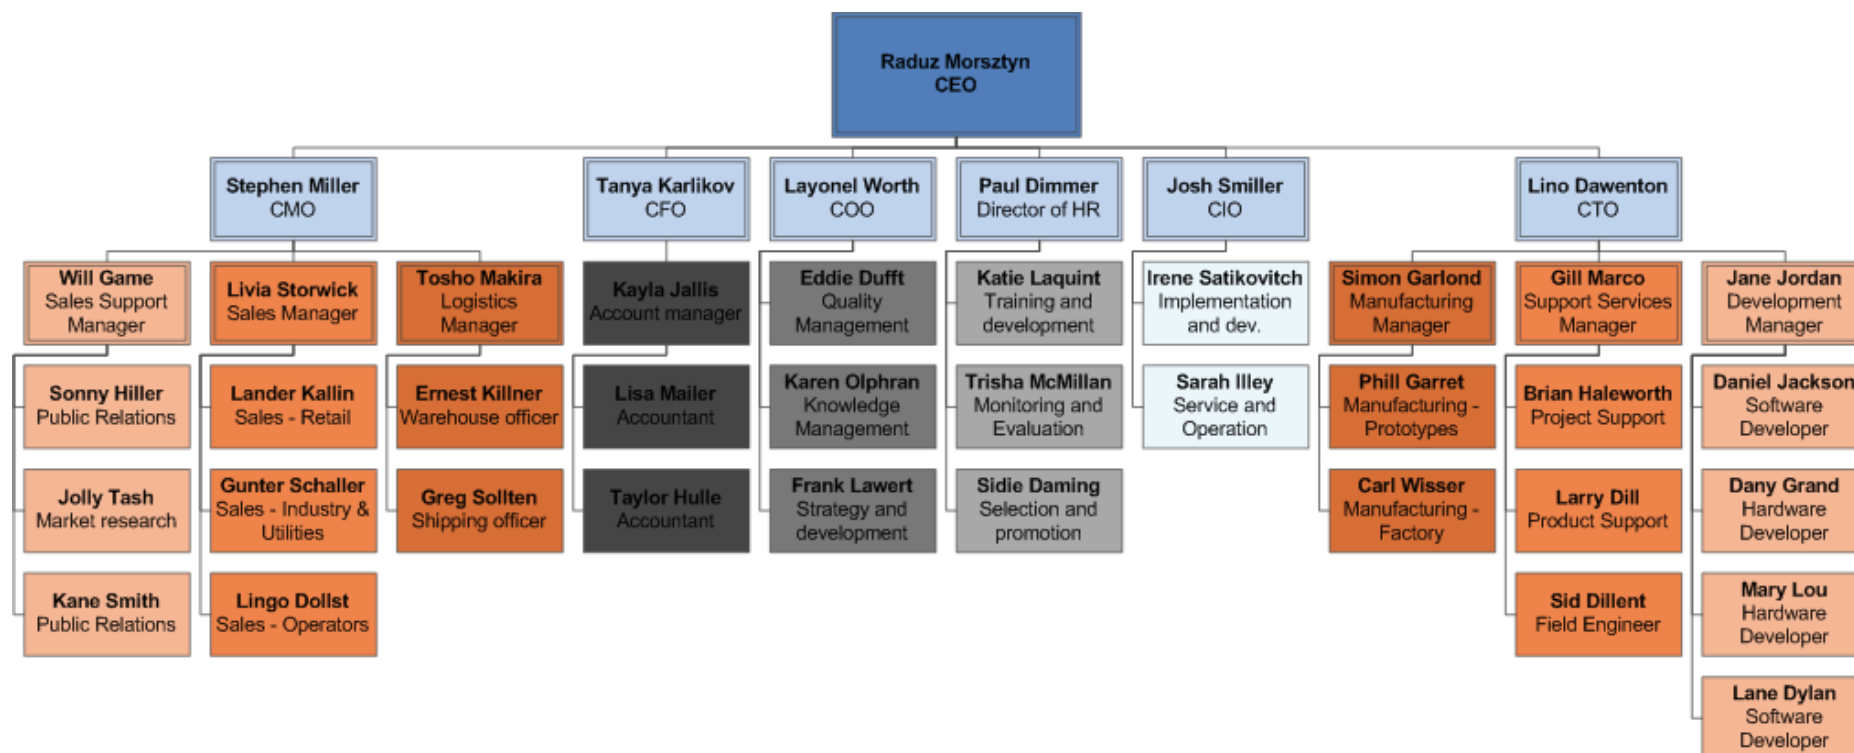 Raduz Morsztyn
CEO
Stephen Miller
CMO
Tanya Karlikov
CFO
Layonel Worth
COO
Paul Dimmer
Director of HR
Josh Smiller
CIO
Lino Dawenton
CTO
Will Game
Sales Support
Manager
Livia Storwick
Sales Manager
Tosho Makira
Logistics
Manager
Kayla Jallis
Account manager
Eddie Dufft
Quality
Management
Katie Laquint
Training and
development
Irene Satikovitch
Implementation
and dev.
Simon Garlond
Manufacturing
Manager
Gill Marco
Support Services
Manager
Jane Jordan
Development
Manager
Sonny Hiller
Public Relations
Lander Kallin
Sales - Retail
Ernest Killner
Warehouse officer
Lisa Mailer
Accountant
Karen Olphran
Knowledge
Management
Trisha McMillan
Monitoring and
Evaluation
Sarah Illey
Service and
Operation
Phill Garret
Manufacturing -
Prototypes
Brian Haleworth
Project Support
Daniel Jackson
Software
Developer
Jolly Tash
Market research
Gunter Schaller
Sales - Industry &
Utilities
Greg Sollten
Shipping officer
Taylor Hulle
Accountant
Frank Lawert
Strategy and
development
Sidie Daming
Selection and
promotion
Carl Wisser
Manufacturing -
Factory
Larry Dill
Product Support
Dany Grand
Hardware
Developer
Kane Smith
Public Relations
Lingo Dollst
Sales - Operators
Sid Dillent
Field Engineer
Mary Lou
Hardware
Developer
Lane Dylan
Software
Developer